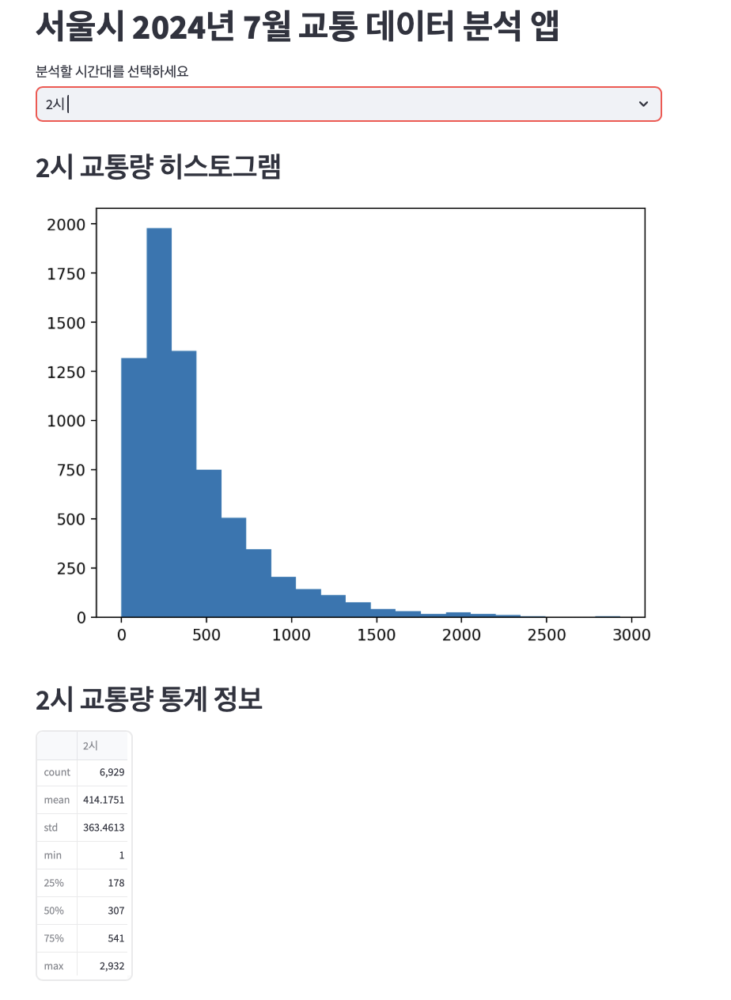 서울시 2024년 7월 교통 데이터 분석 앱
분석할 시간대를 선택하세요
2시
2시 교통량 히스토그램
2000
1750
1500
1250
1000
750
500
250
0
0 500 1000 1500 2000 2500 3000
2시 교통량 통계 정보
2시
count 6,929
mean 414.1751
std 363.4613
min 1
25% 178
50% 307
75% 541
max 2,932